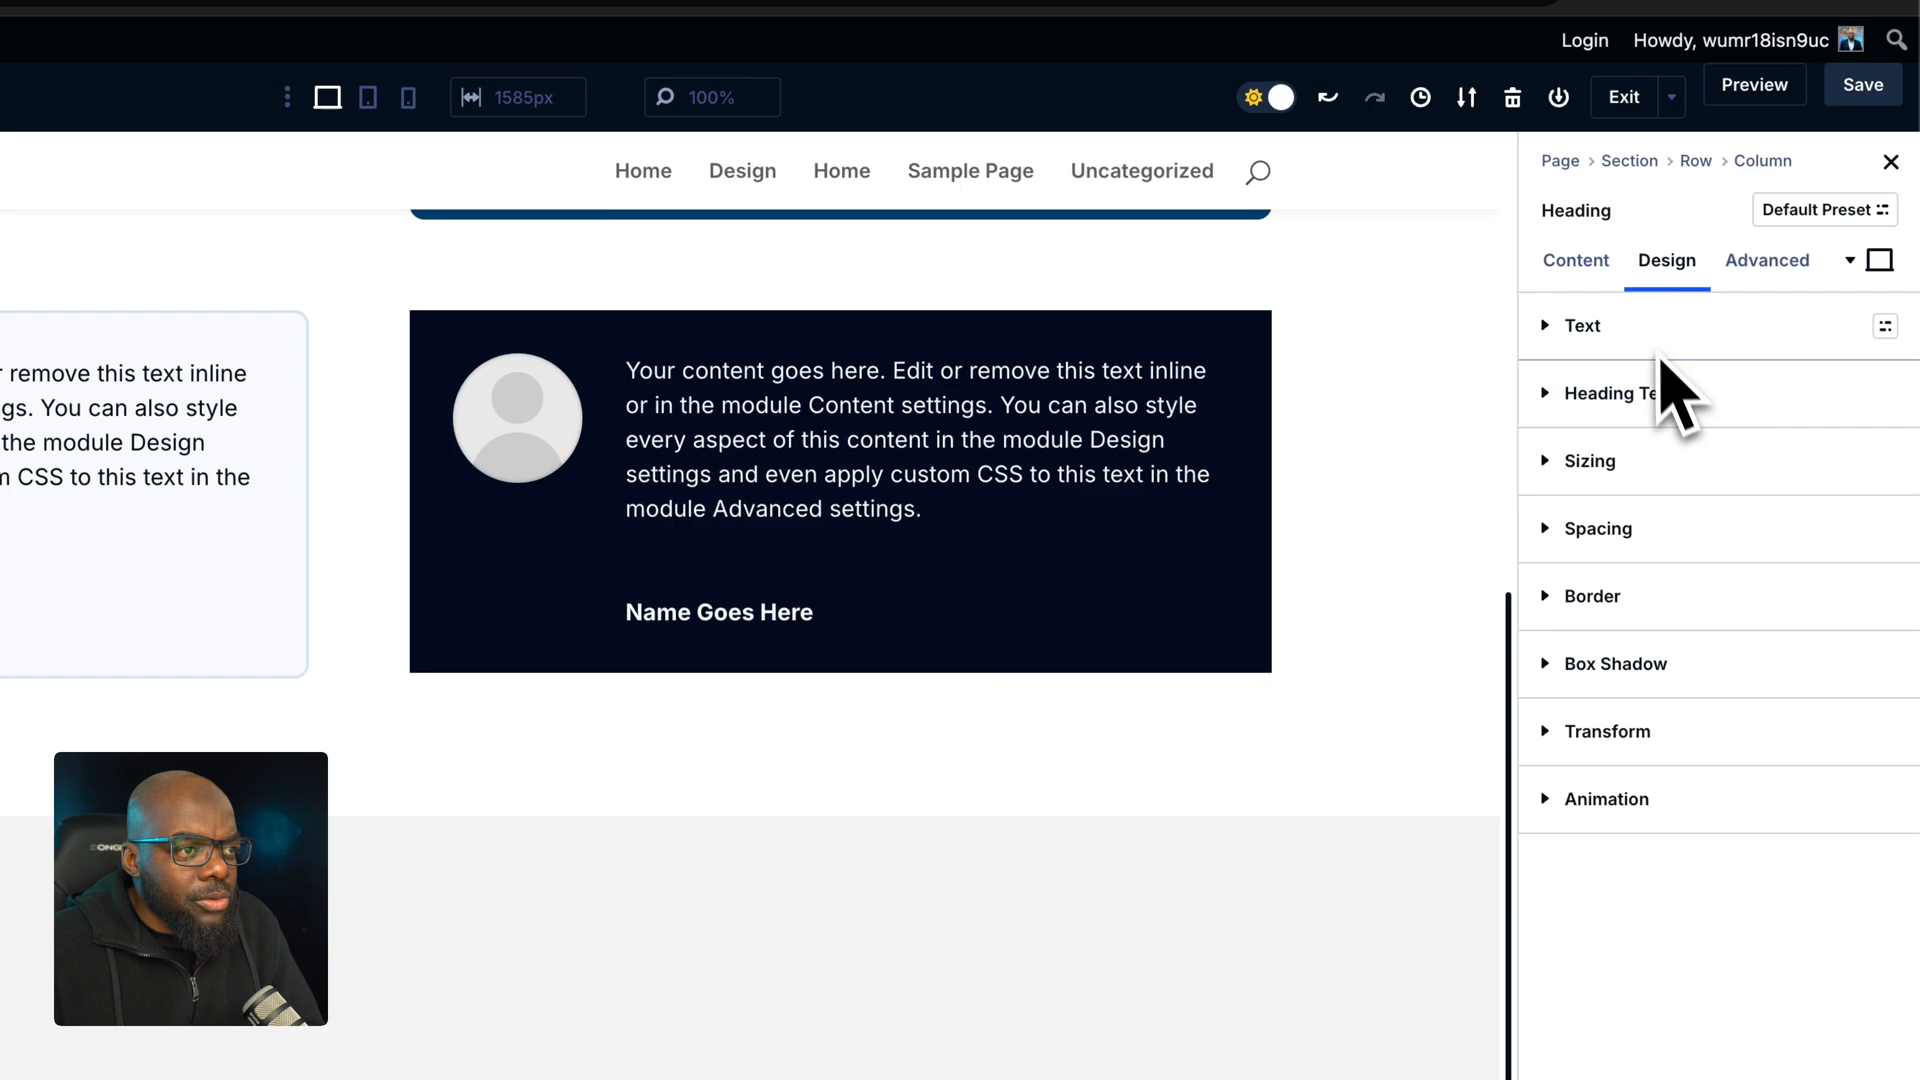 Login Howdy, wumr18isn9uc
1585px 100% Exit Preview Save
Home Design Home Sample Page Uncategorized
Page > Section > Row > Column
Heading Default Preset
Content Design Advanced
Text
Heading Te
Sizing
Spacing
Border
Box Shadow
Transform
Animation
r remove this text inline
gs. You can also style
the module Design
m CSS to this text in the
Your content goes here. Edit or remove this text inline
or in the module Content settings. You can also style
every aspect of this content in the module Design
settings and even apply custom CSS to this text in the
module Advanced settings.
Name Goes Here